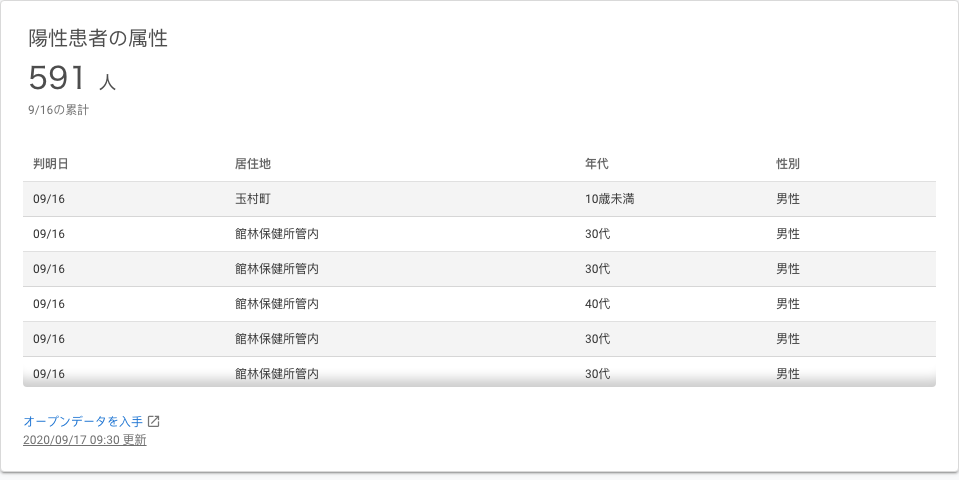 陽性患者の属性
591 人
9/16の累計
判明日 居住地 年代 性別
09/16 玉村町 10歳未満 男性
09/16 館林保健所管内 30代 男性
09/16 館林保健所管内 30代 男性
09/16 館林保健所管内 40代 男性
09/16 館林保健所管内 30代 男性
09/16 館林保健所管内 30代 男性
オープンデータを入手
2020/09/17 09:30 更新